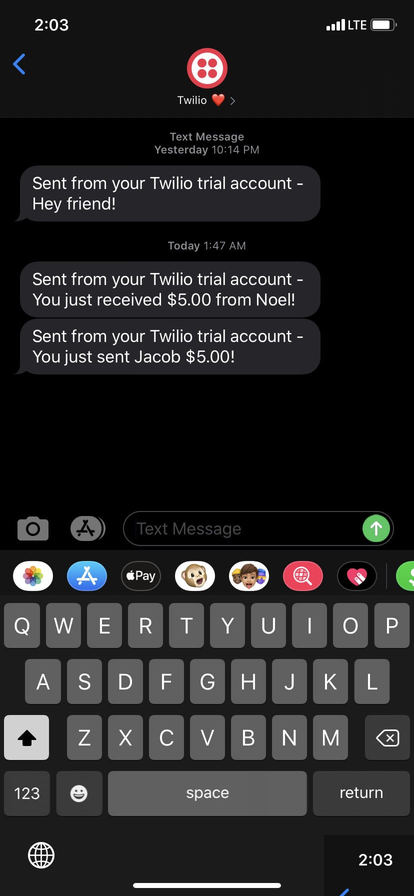 2:03 LTE
Twilio ❤️ >
Text Message
Yesterday 10:14 PM
Sent from your Twilio trial account -
Hey friend!
Today 1:47 AM
Sent from your Twilio trial account -
You just received $5.00 from Noel!
Sent from your Twilio trial account -
You just sent Jacob $5.00!
Text Message
Pay
Q W E R T Y U I O P
A S D F G H J K L
Z X C V B N M
123 space return
2:03